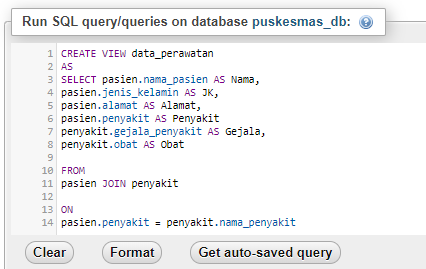 Run SQL query/queries on database puskesmas_db:
1 CREATE VIEW data_perawatan
2 AS
3 SELECT pasien.nama_pasien AS Nama,
4 pasien.jenis_kelamin AS JK,
5 pasien.alamat AS Alamat,
6 pasien.penyakit AS Penyakit
7 penyakit.gejala_penyakit AS Gejala,
8 penyakit.obat AS Obat
9
10 FROM
11 pasien JOIN penyakit
12
13 ON
14 pasien.penyakit = penyakit.nama_penyakit
Clear Format Get auto-saved query